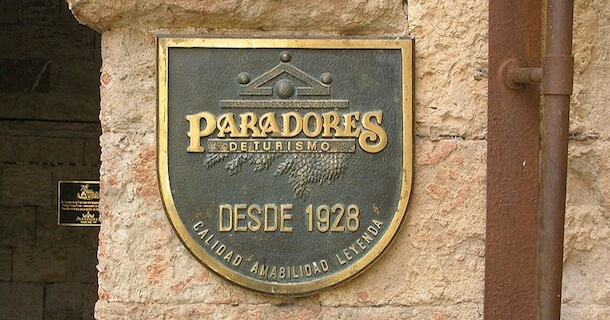 PARADORES
DE TURISMO
DESDE 1928
CALIDAD AMABILIDAD LEYENDA